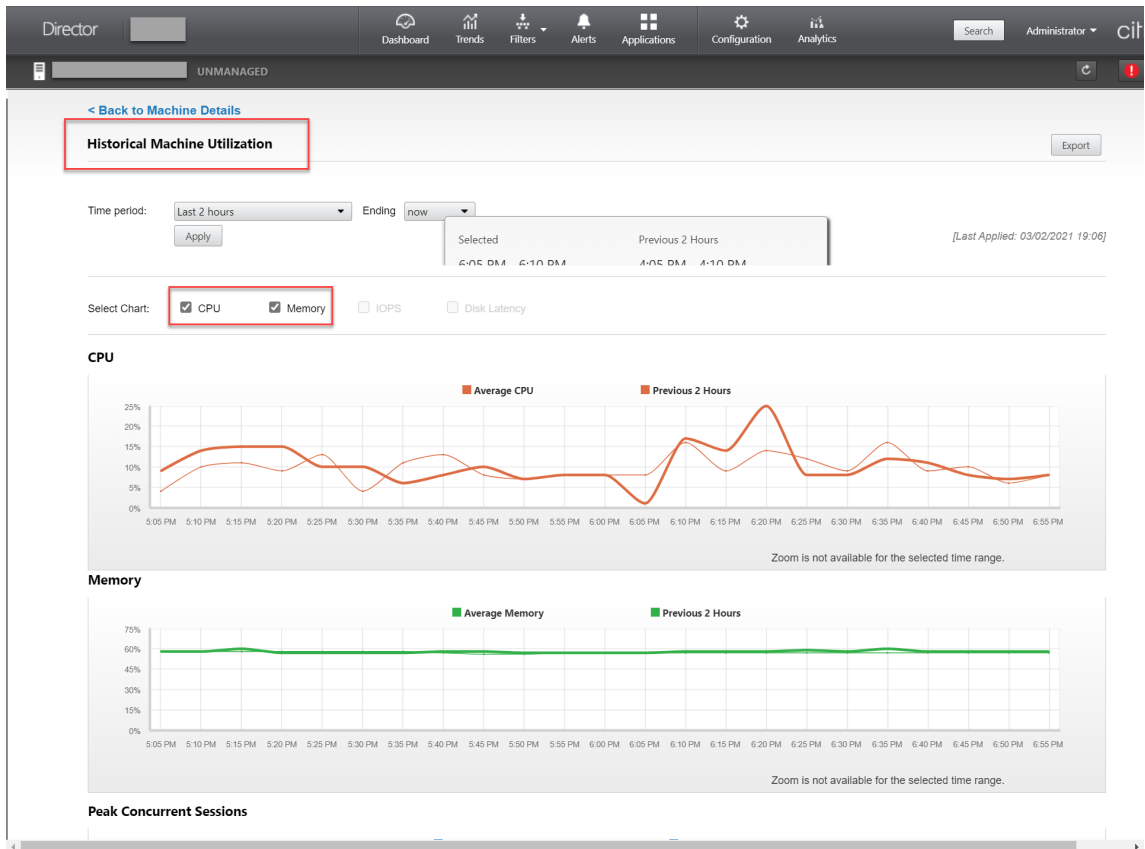 Director
Dashboard Trends Filters Alerts Applications Configuration Analytics
Search Administrator
UNMANAGED
< Back to Machine Details
Historical Machine Utilization
Export
Time period: Last 2 hours Ending now
Apply
Selected Previous 2 Hours
[Last Applied: 03/02/2021 19:06]
6:05 PM 6:10 PM 4:05 PM 4:10 PM
Select Chart: CPU Memory IOPS Disk Latency
CPU
Average CPU Previous 2 Hours
25%
20%
15%
10%
5%
0%
5:05 PM 5:10 PM 5:15 PM 5:20 PM 5:25 PM 5:30 PM 5:35 PM 5:40 PM 5:45 PM 5:50 PM 5:55 PM 6:00 PM 6:05 PM 6:10 PM 6:15 PM 6:20 PM 6:25 PM 6:30 PM 6:35 PM 6:40 PM 6:45 PM 6:50 PM 6:55 PM
Zoom is not available for the selected time range.
Memory
Average Memory Previous 2 Hours
75%
60%
45%
30%
15%
0%
5:05 PM 5:10 PM 5:15 PM 5:20 PM 5:25 PM 5:30 PM 5:35 PM 5:40 PM 5:45 PM 5:50 PM 5:55 PM 6:00 PM 6:05 PM 6:10 PM 6:15 PM 6:20 PM 6:25 PM 6:30 PM 6:35 PM 6:40 PM 6:45 PM 6:50 PM 6:55 PM
Zoom is not available for the selected time range.
Peak Concurrent Sessions